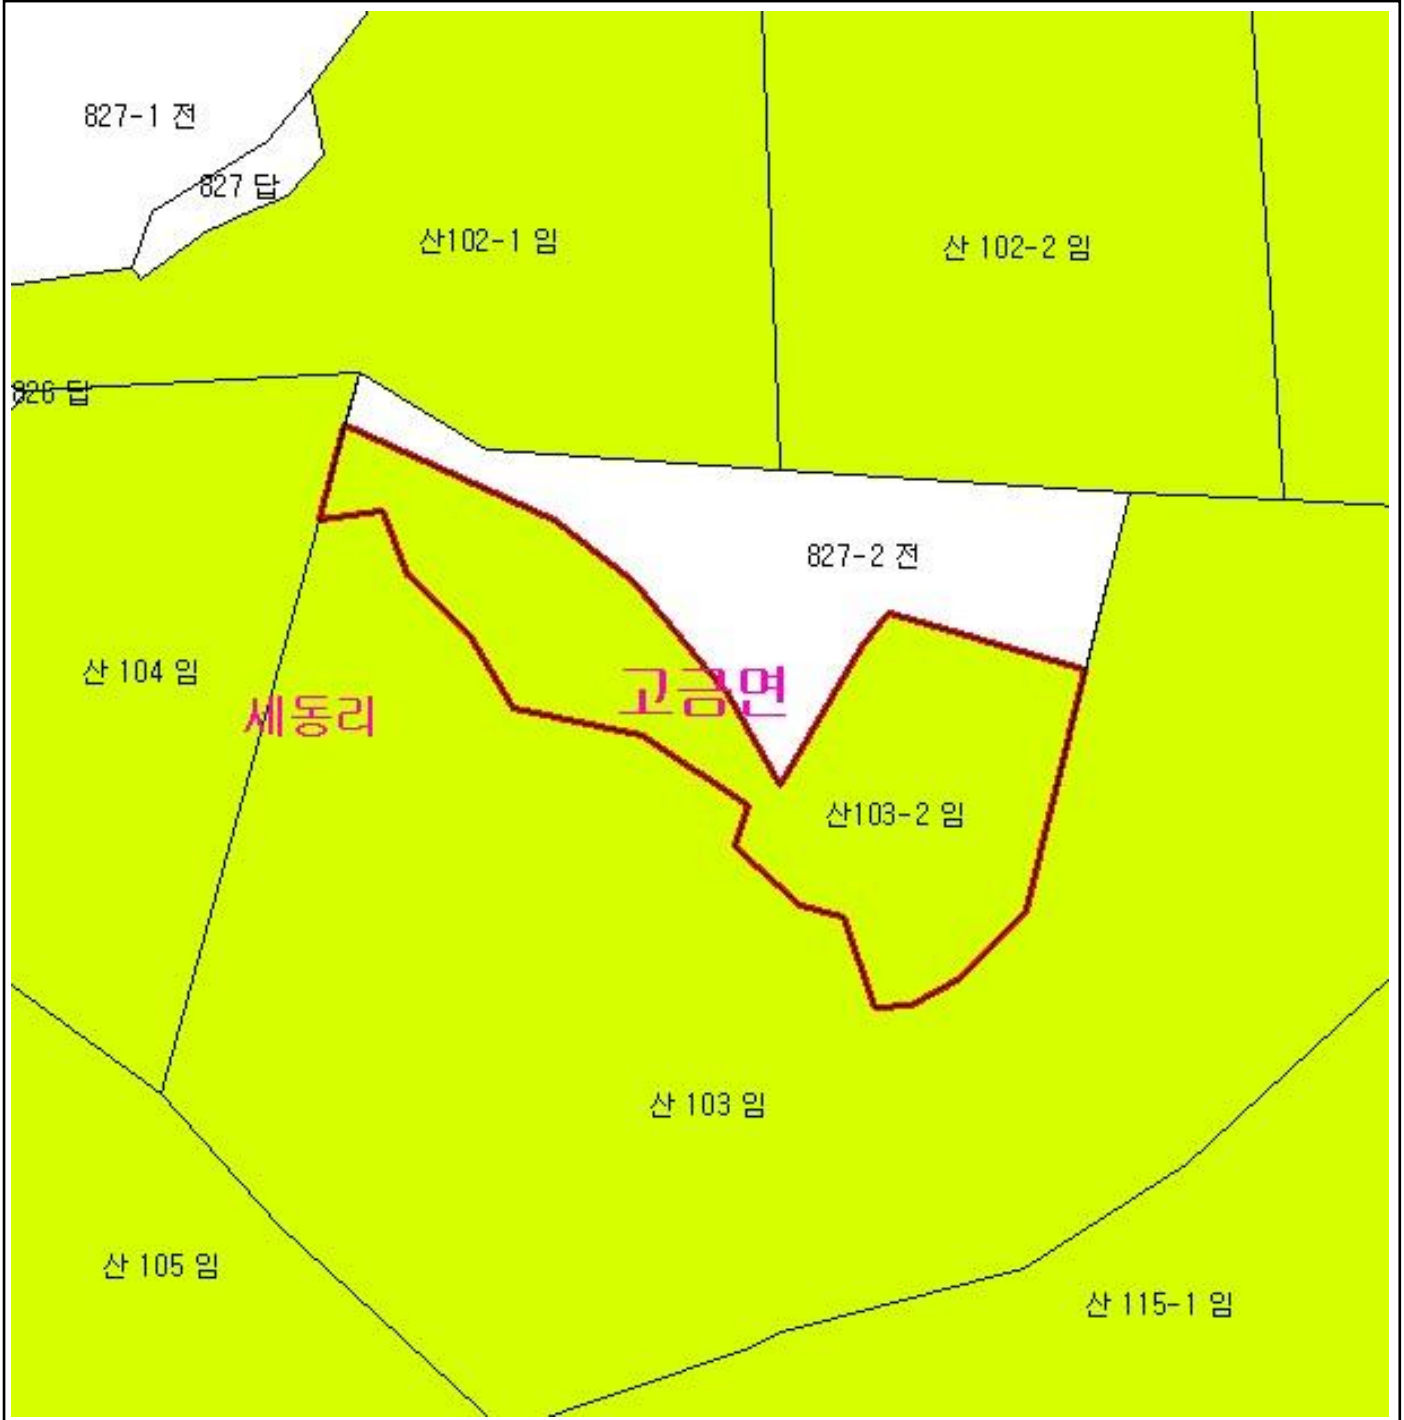 827-1 전
827 답
산102-1 임
산 102-2 임
826 답
827-2 전
산 104 임
세동리
고금면
산103-2 임
산 103 임
산 105 임
산 115-1 임